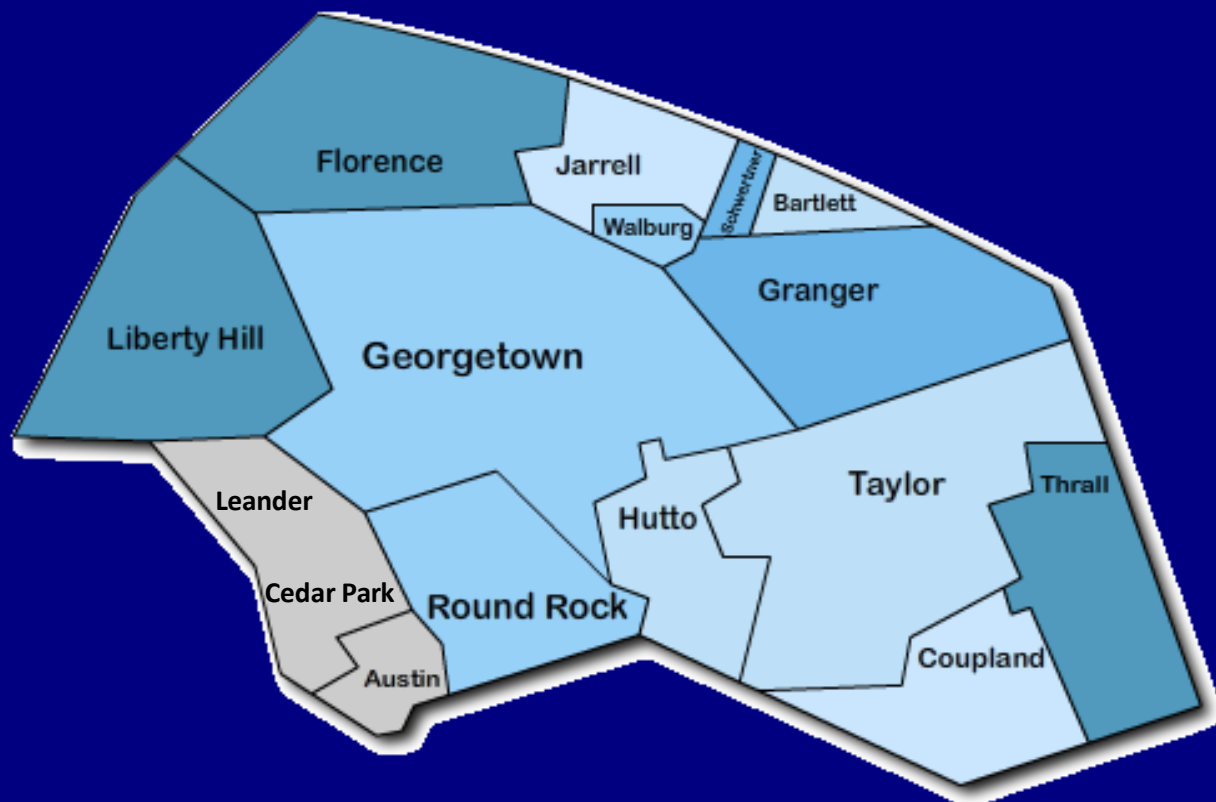 Florence
Jarrell
Schwertner
Bartlett
Walburg
Granger
Liberty Hill
Georgetown
Taylor
Thrall
Leander
Hutto
Cedar Park
Round Rock
Coupland
Austin